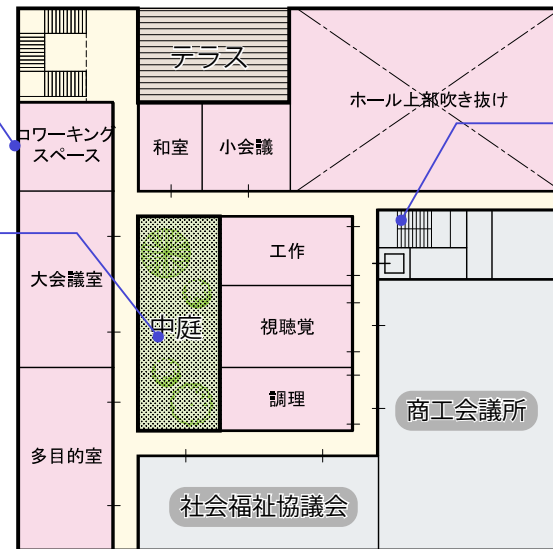 テラス
ホール上部吹き抜け
コワーキング
スペース
和室
小会議
大会議室
工作
中庭
視聴覚
調理
商工会議所
多目的室
社会福祉協議会